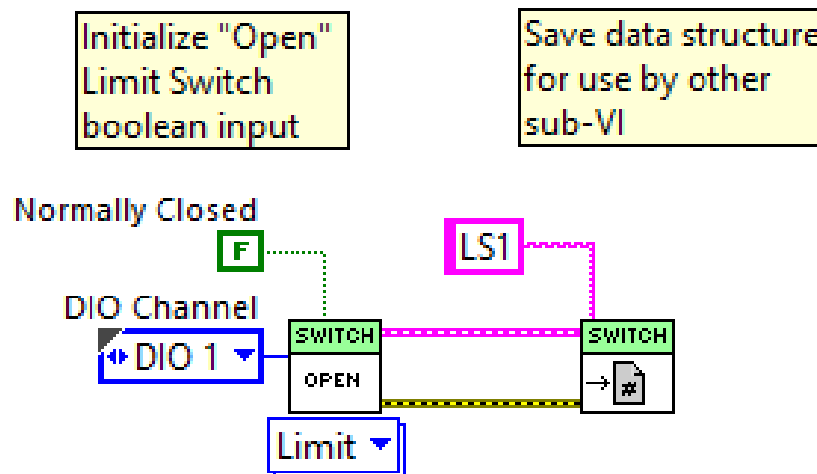 Initialize "Open"
Limit Switch
boolean input
Save data structure
for use by other
sub-VI
Normally Closed
F
LS1
DIO Channel
DIO 1
SWITCH
OPEN
SWITCH
#
Limit